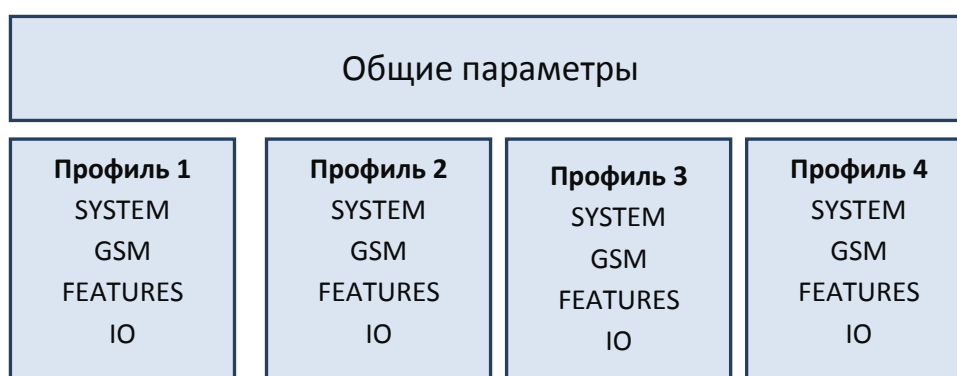 Общие параметры
Профиль 1
SYSTEM
GSM
FEATURES
IO
Профиль 2
SYSTEM
GSM
FEATURES
IO
Профиль 3
SYSTEM
GSM
FEATURES
IO
Профиль 4
SYSTEM
GSM
FEATURES
IO